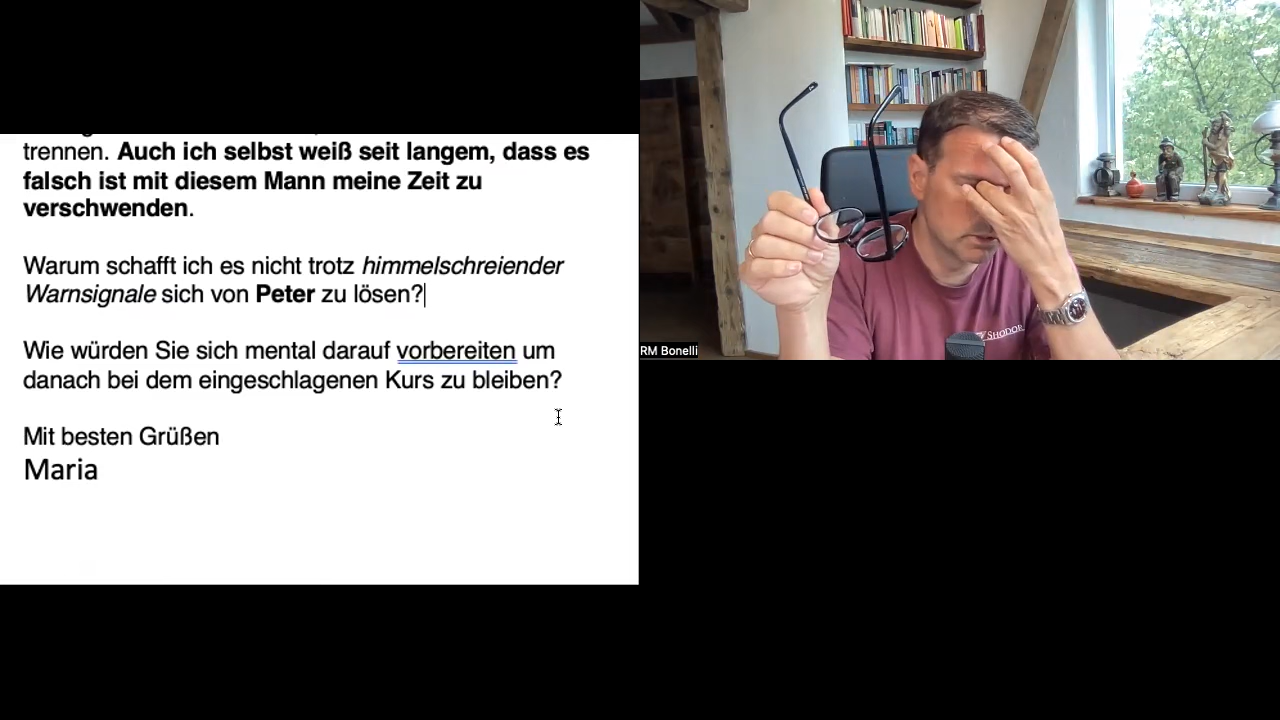 trennen. Auch ich selbst weiß seit langem, dass es
falsch ist mit diesem Mann meine Zeit zu
verschwenden.
Warum schafft ich es nicht trotz himmelschreiender
Warnsignale sich von Peter zu lösen?
Wie würden Sie sich mental darauf vorbereiten um
danach bei dem eingeschlagenen Kurs zu bleiben?
Mit besten Grüßen
Maria
RM Bonelli